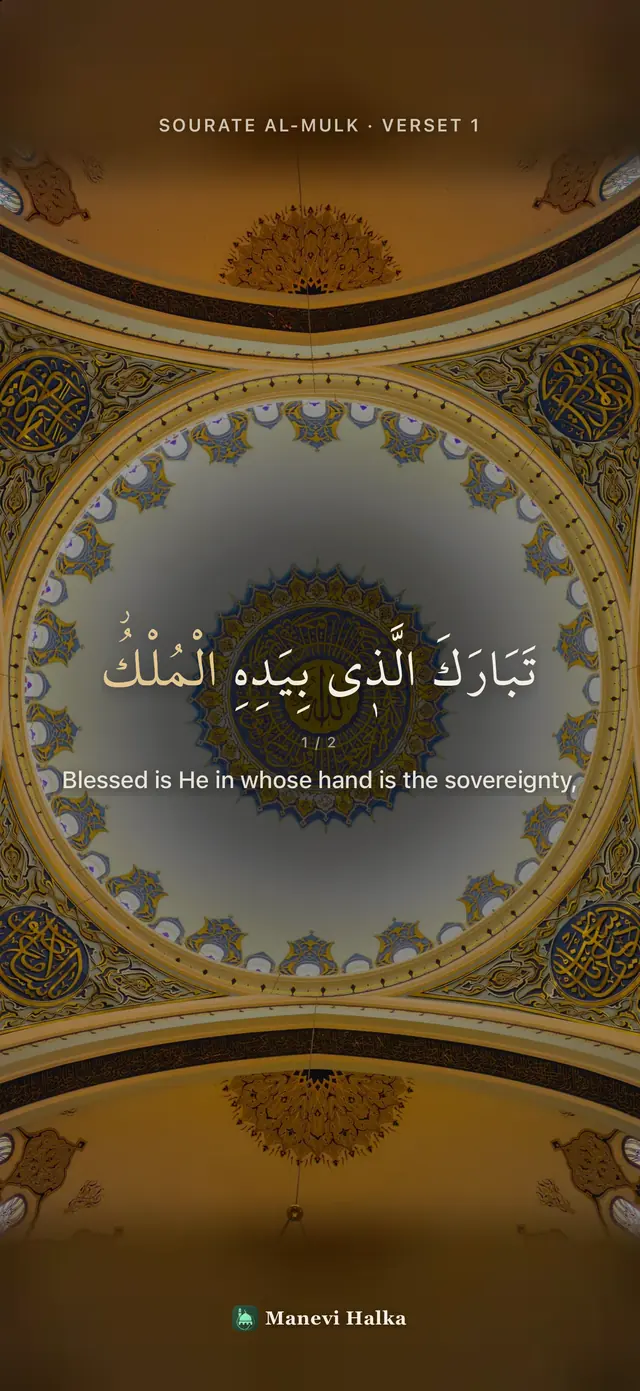 SOURATE AL-MULK · VERSET 1
تَبَارَكَ الَّذٖى بِيَدِهِ الْمُلْكُؗ
1 / 2
Blessed is He in whose hand is the sovereignty,
Manevi Halka